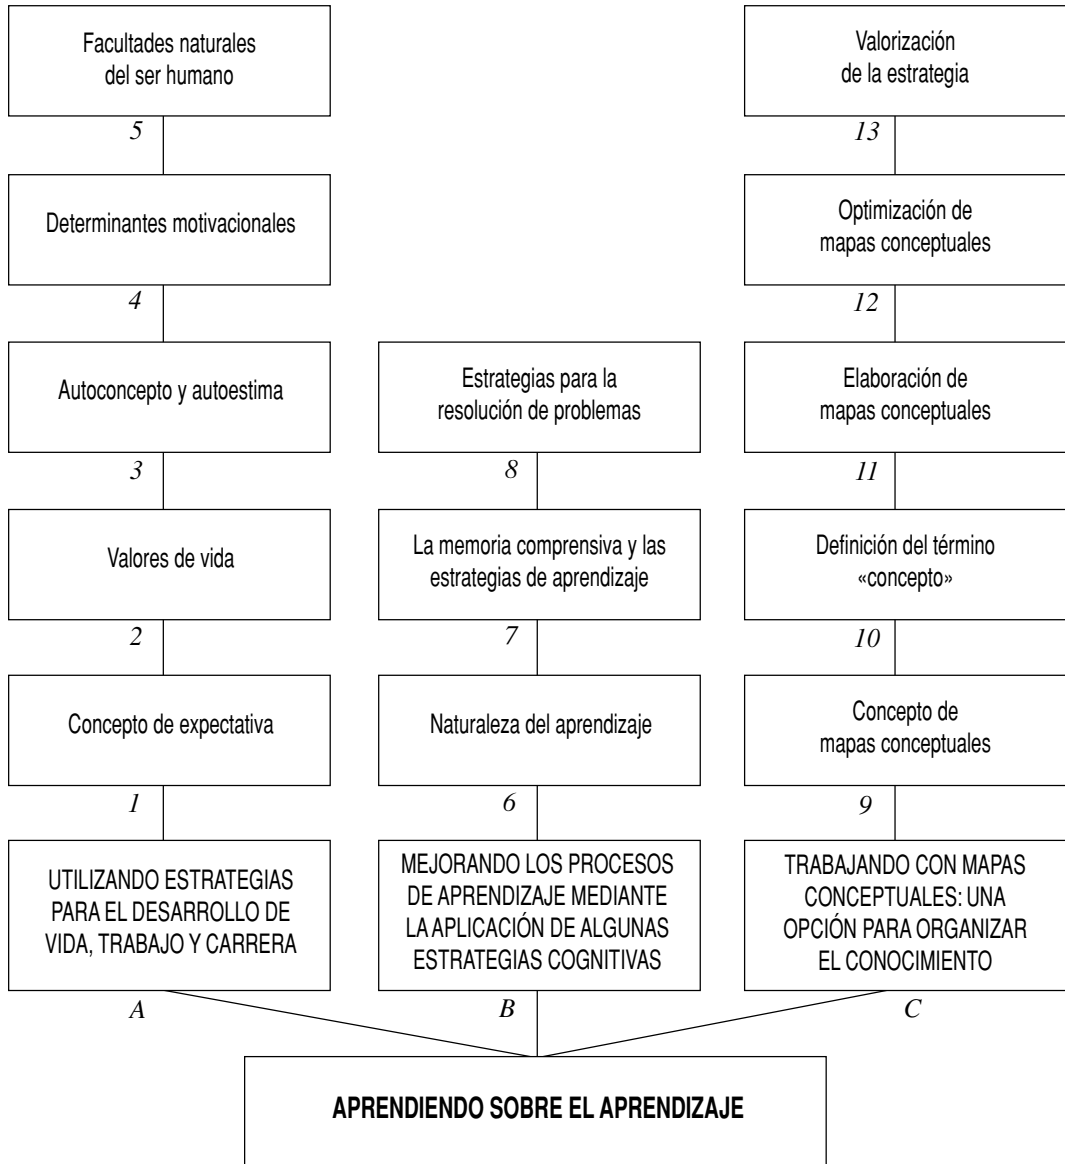 Facultades naturales
del ser humano
5
Determinantes motivacionales
4
Autoconcepto y autoestima
3
Valores de vida
2
Concepto de expectativa
1
UTILIZANDO ESTRATEGIAS
PARA EL DESARROLLO DE
VIDA, TRABAJO Y CARRERA
A
Estrategias para la
resolución de problemas
8
La memoria comprensiva y las
estrategias de aprendizaje
7
Naturaleza del aprendizaje
6
MEJORANDO LOS PROCESOS
DE APRENDIZAJE MEDIANTE
LA APLICACIÓN DE ALGUNAS
ESTRATEGIAS COGNITIVAS
B
Valorización
de la estrategia
13
Optimización de
mapas conceptuales
12
Elaboración de
mapas conceptuales
11
Definición del término
«concepto»
10
Concepto de
mapas conceptuales
9
TRABAJANDO CON MAPAS
CONCEPTUALES: UNA
OPCIÓN PARA ORGANIZAR
EL CONOCIMIENTO
C
APRENDIENDO SOBRE EL APRENDIZAJE